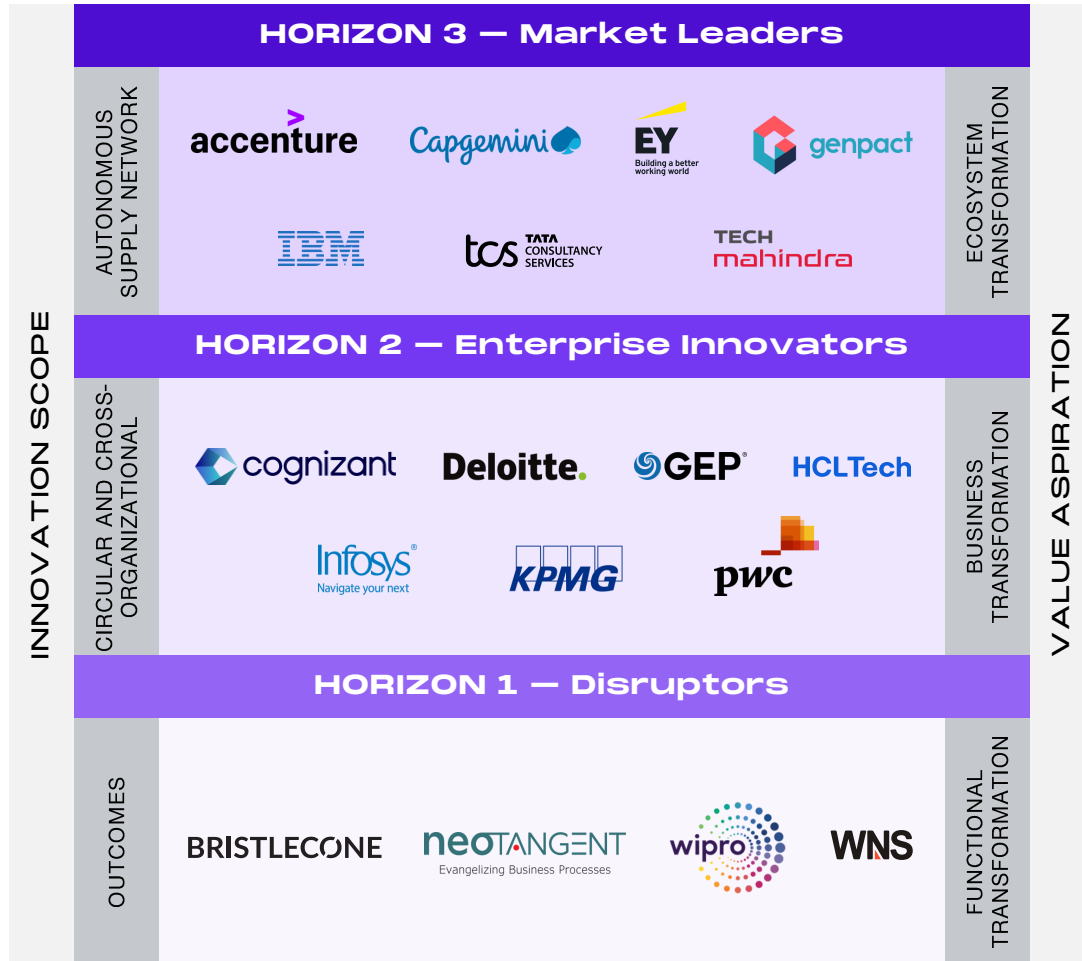 HORIZON 3 — Market Leaders
INNOVATION SCOPE
AUTONOMOUS
SUPPLY NETWORK
accenture
Capgemini
EY
Building a better
working world
genpact
IBM
tcs TATA
CONSULTANCY
SERVICES
TECH
mahindra
ECOSYSTEM
TRANSFORMATION
VALUE ASPIRATION
HORIZON 2 — Enterprise Innovators
CIRCULAR AND CROSS-
ORGANIZATIONAL
cognizant
Deloitte.
GEP®
HCLTech
Infosys®
Navigate your next
KPMG
pwc
BUSINESS
TRANSFORMATION
HORIZON 1 — Disruptors
OUTCOMES
BRISTLECONE
neoTANGENT
Evangelizing Business Processes
wipro
WNS
FUNCTIONAL
TRANSFORMATION